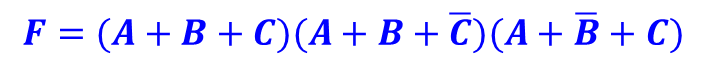 F = (A + B + C)(A + B + C̅)(A + B̅ + C)